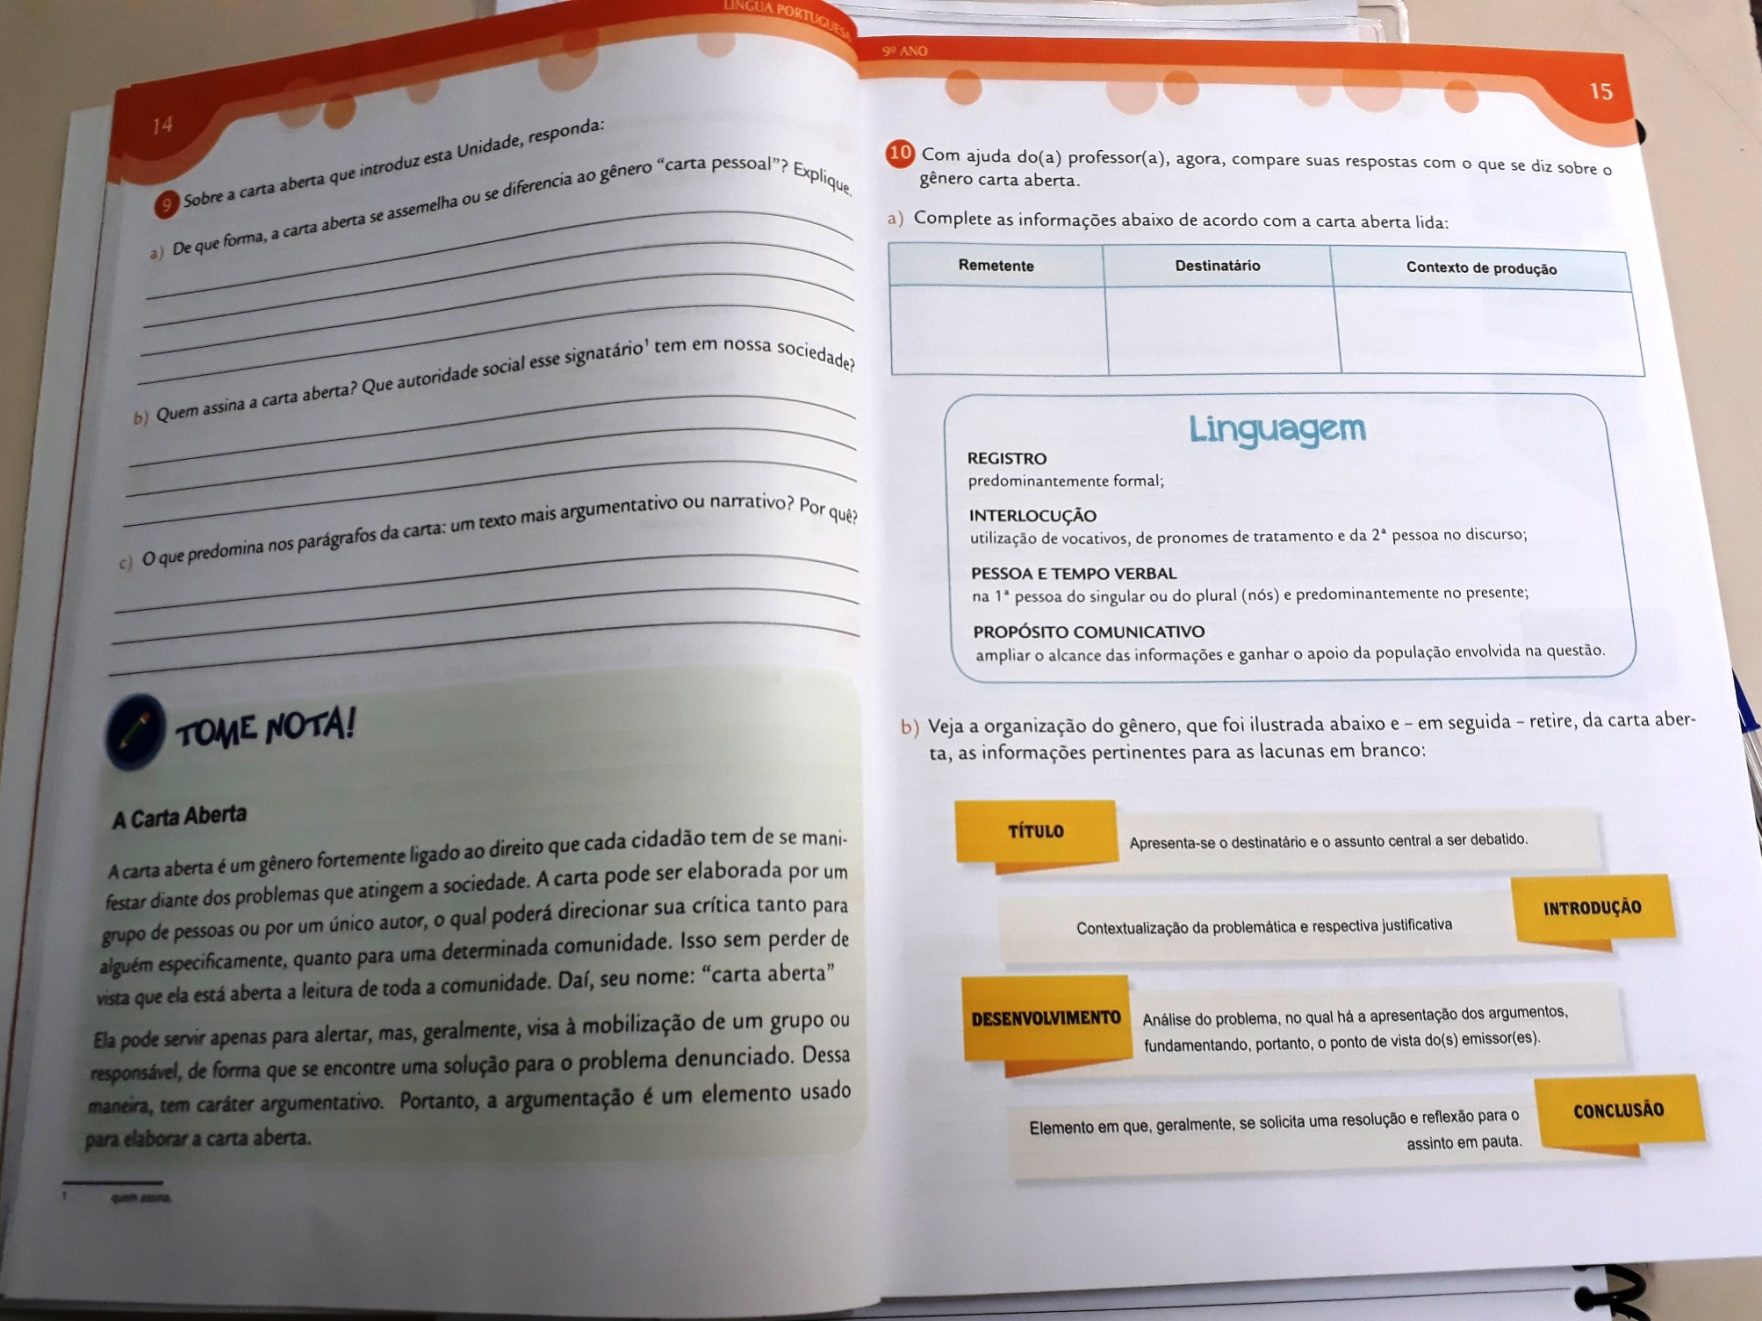 LÍNGUA PORTUGUESA
14
9 Sobre a carta aberta que introduz esta Unidade, responda:
a) De que forma, a carta aberta se assemelha ou se diferencia ao gênero “carta pessoal”? Explique.
b) Quem assina a carta aberta? Que autoridade social esse signatário¹ tem em nossa sociedade?
c) O que predomina nos parágrafos da carta: um texto mais argumentativo ou narrativo? Por quê?
TOME NOTA!
A Carta Aberta
A carta aberta é um gênero fortemente ligado ao direito que cada cidadão tem de se mani-
festar diante dos problemas que atingem a sociedade. A carta pode ser elaborada por um
grupo de pessoas ou por um único autor, o qual poderá direcionar sua crítica tanto para
alguém especificamente, quanto para uma determinada comunidade. Isso sem perder de
vista que ela está aberta a leitura de toda a comunidade. Daí, seu nome: “carta aberta”
Ela pode servir apenas para alertar, mas, geralmente, visa à mobilização de um grupo ou
responsável, de forma que se encontre uma solução para o problema denunciado. Dessa
maneira, tem caráter argumentativo. Portanto, a argumentação é um elemento usado
para elaborar a carta aberta.
1 quem assina.
9º ANO
15
10 Com ajuda do(a) professor(a), agora, compare suas respostas com o que se diz sobre o
gênero carta aberta.
a) Complete as informações abaixo de acordo com a carta aberta lida:
Remetente Destinatário Contexto de produção
Linguagem
REGISTRO
predominantemente formal;
INTERLOCUÇÃO
utilização de vocativos, de pronomes de tratamento e da 2ª pessoa no discurso;
PESSOA E TEMPO VERBAL
na 1ª pessoa do singular ou do plural (nós) e predominantemente no presente;
PROPÓSITO COMUNICATIVO
ampliar o alcance das informações e ganhar o apoio da população envolvida na questão.
b) Veja a organização do gênero, que foi ilustrada abaixo e – em seguida – retire, da carta aber-
ta, as informações pertinentes para as lacunas em branco:
TÍTULO
Apresenta-se o destinatário e o assunto central a ser debatido.
INTRODUÇÃO
Contextualização da problemática e respectiva justificativa
DESENVOLVIMENTO
Análise do problema, no qual há a apresentação dos argumentos,
fundamentando, portanto, o ponto de vista do(s) emissor(es).
CONCLUSÃO
Elemento em que, geralmente, se solicita uma resolução e reflexão para o
assinto em pauta.